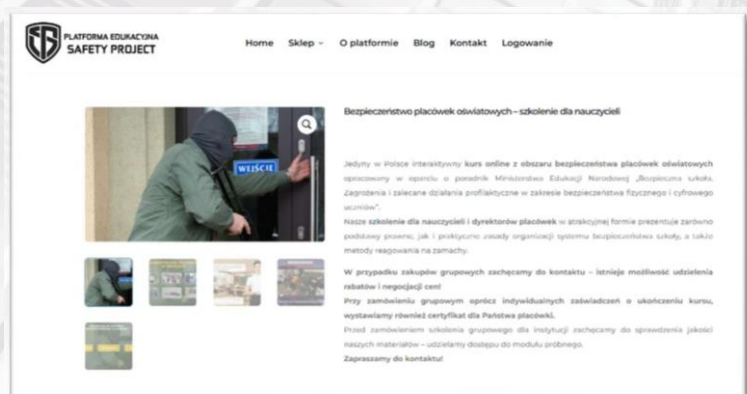 PLATFORMA EDUKACYJNA
SAFETY PROJECT
Home Sklep O platformie Blog Kontakt Logowanie
Bezpieczeństwo placówek oświatowych – szkolenie dla nauczycieli
WEJŚCIE
Jedyny w Polsce interaktywny kurs online z obszaru bezpieczeństwa placówek oświatowych
opracowany w oparciu o poradnik Ministerstwa Edukacji Narodowej „Bezpieczna szkoła.
Zagrożenia i zalecane działania profilaktyczne w zakresie bezpieczeństwa fizycznego i cyfrowego
uczniów”.
Nasze szkolenie dla nauczycieli i dyrektorów placówek w atrakcyjnej formie prezentuje zarówno
podstawy prawne, jak i praktyczne zasady organizacji systemu bezpieczeństwa szkoły, a także
metody reagowania na zamachy.
W przypadku zakupów grupowych zachęcamy do kontaktu – istnieje możliwość udzielenia
rabatów i negocjacji cen!
Przy zamówieniu grupowym oprócz indywidualnych zaświadczeń o ukończeniu kursu,
wystawiamy również certyfikat dla Państwa placówki.
Przed zamówieniem szkolenia grupowego dla instytucji zachęcamy do sprawdzenia jakości
naszych materiałów – udzielamy dostępu do modułu próbnego.
Zapraszamy do kontaktu!